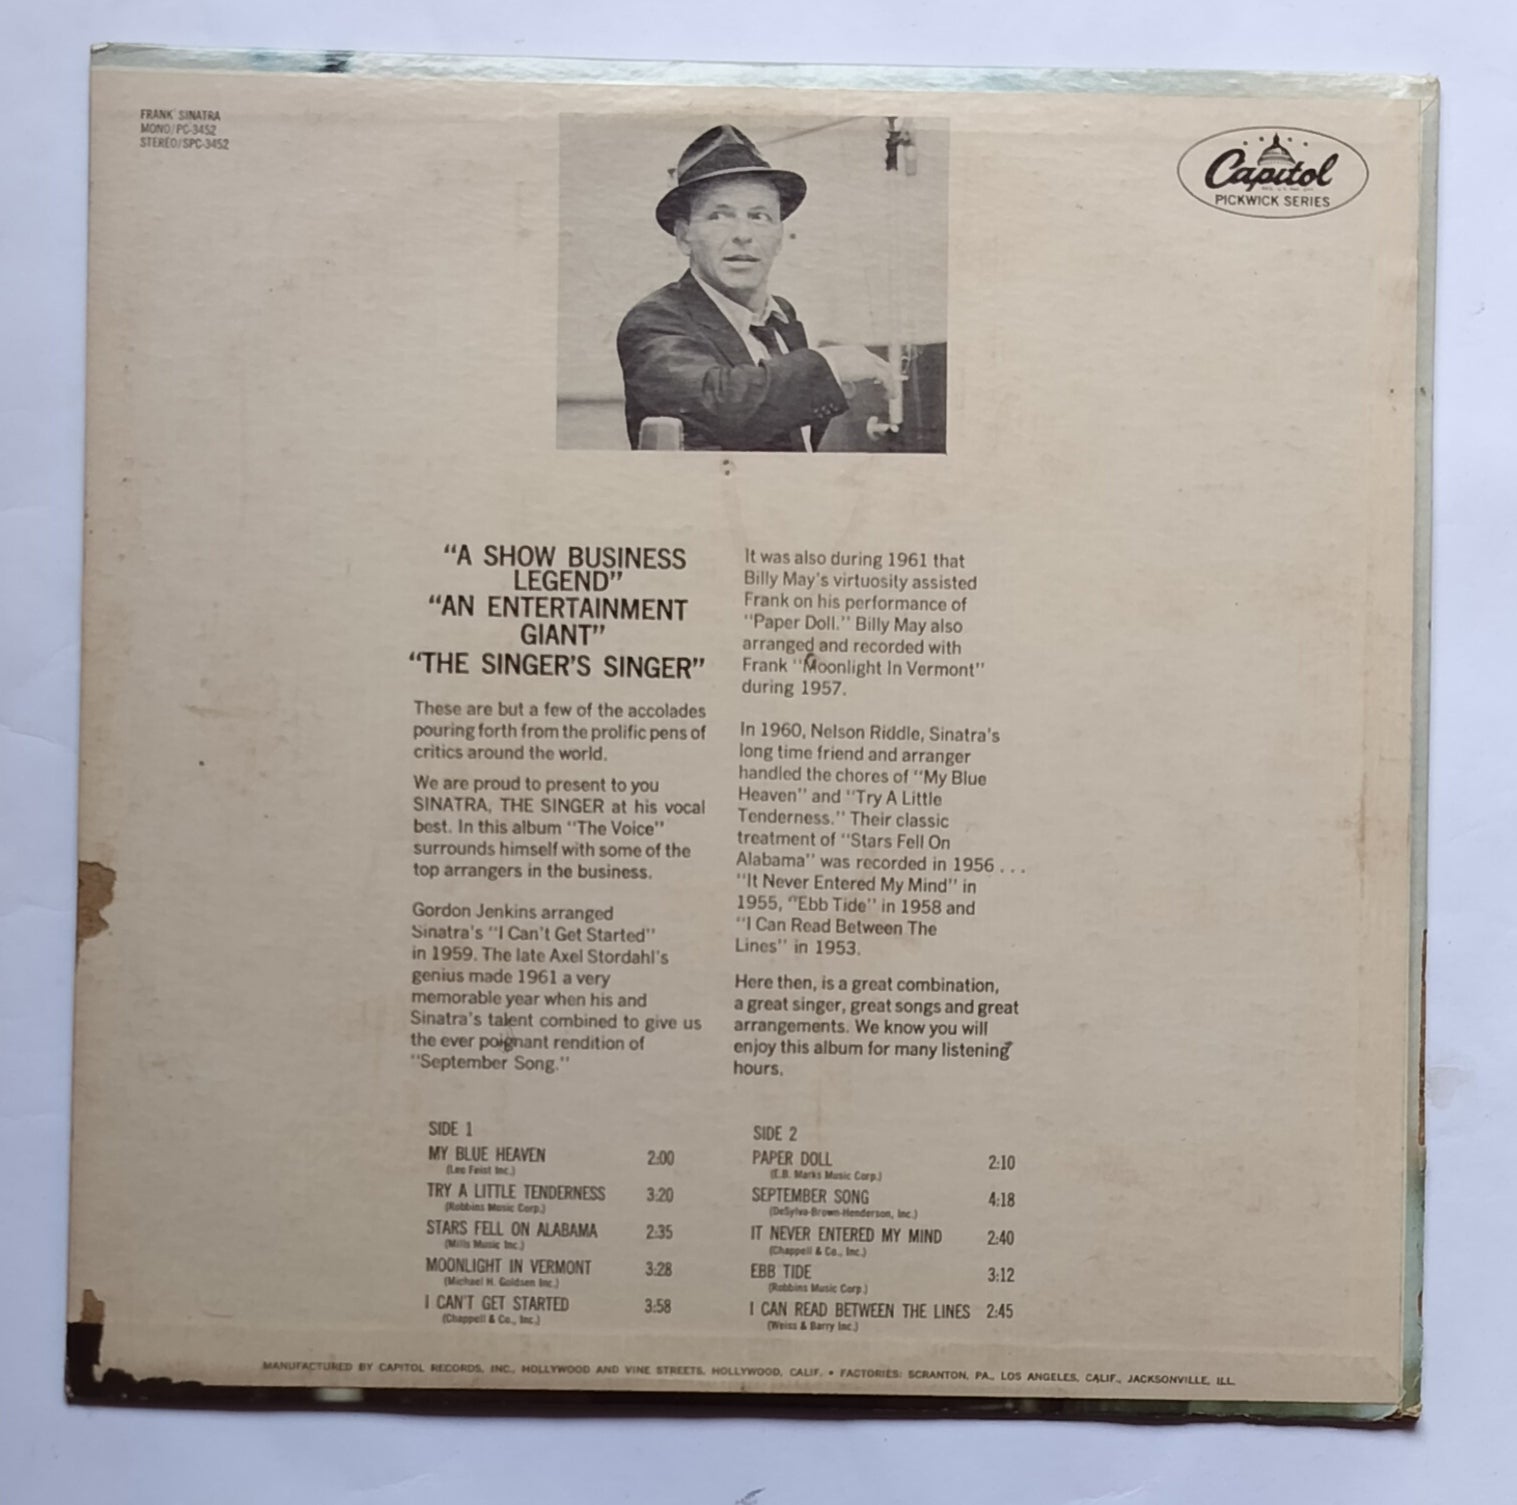 FRANK SINATRA
MONO/PC-3452
STEREO/SPC-3452
Capitol
PICKWICK SERIES
“A SHOW BUSINESS
LEGEND”
“AN ENTERTAINMENT
GIANT”
“THE SINGER’S SINGER”
These are but a few of the accolades
pouring forth from the prolific pens of
critics around the world.
We are proud to present to you
SINATRA, THE SINGER at his vocal
best. In this album "The Voice"
surrounds himself with some of the
top arrangers in the business.
Gordon Jenkins arranged
Sinatra's "I Can't Get Started"
in 1959. The late Axel Stordahl's
genius made 1961 a very
memorable year when his and
Sinatra's talent combined to give us
the ever poignant rendition of
"September Song."
It was also during 1961 that
Billy May's virtuosity assisted
Frank on his performance of
"Paper Doll." Billy May also
arranged and recorded with
Frank "Moonlight In Vermont"
during 1957.
In 1960, Nelson Riddle, Sinatra's
long time friend and arranger
handled the chores of "My Blue
Heaven" and "Try A Little
Tenderness." Their classic
treatment of "Stars Fell On
Alabama" was recorded in 1956 . . .
"It Never Entered My Mind" in
1955, "Ebb Tide" in 1958 and
"I Can Read Between The
Lines" in 1953.
Here then, is a great combination,
a great singer, great songs and great
arrangements. We know you will
enjoy this album for many listening
hours.
SIDE 1
MY BLUE HEAVEN 2:00
(Leo Feist Inc.)
TRY A LITTLE TENDERNESS 3:20
(Robbins Music Corp.)
STARS FELL ON ALABAMA 2:35
(Mills Music Inc.)
MOONLIGHT IN VERMONT 3:28
(Michael H. Goldsen Inc.)
I CAN'T GET STARTED 3:58
(Chappell & Co., Inc.)
SIDE 2
PAPER DOLL 2:10
(E.B. Marks Music Corp.)
SEPTEMBER SONG 4:18
(DeSylva-Brown-Henderson, Inc.)
IT NEVER ENTERED MY MIND 2:40
(Chappell & Co., Inc.)
EBB TIDE 3:12
(Robbins Music Corp.)
I CAN READ BETWEEN THE LINES 2:45
(Weiss & Barry Inc.)
MANUFACTURED BY CAPITOL RECORDS, INC., HOLLYWOOD AND VINE STREETS, HOLLYWOOD, CALIF. • FACTORIES: SCRANTON, PA., LOS ANGELES, CALIF., JACKSONVILLE, ILL.